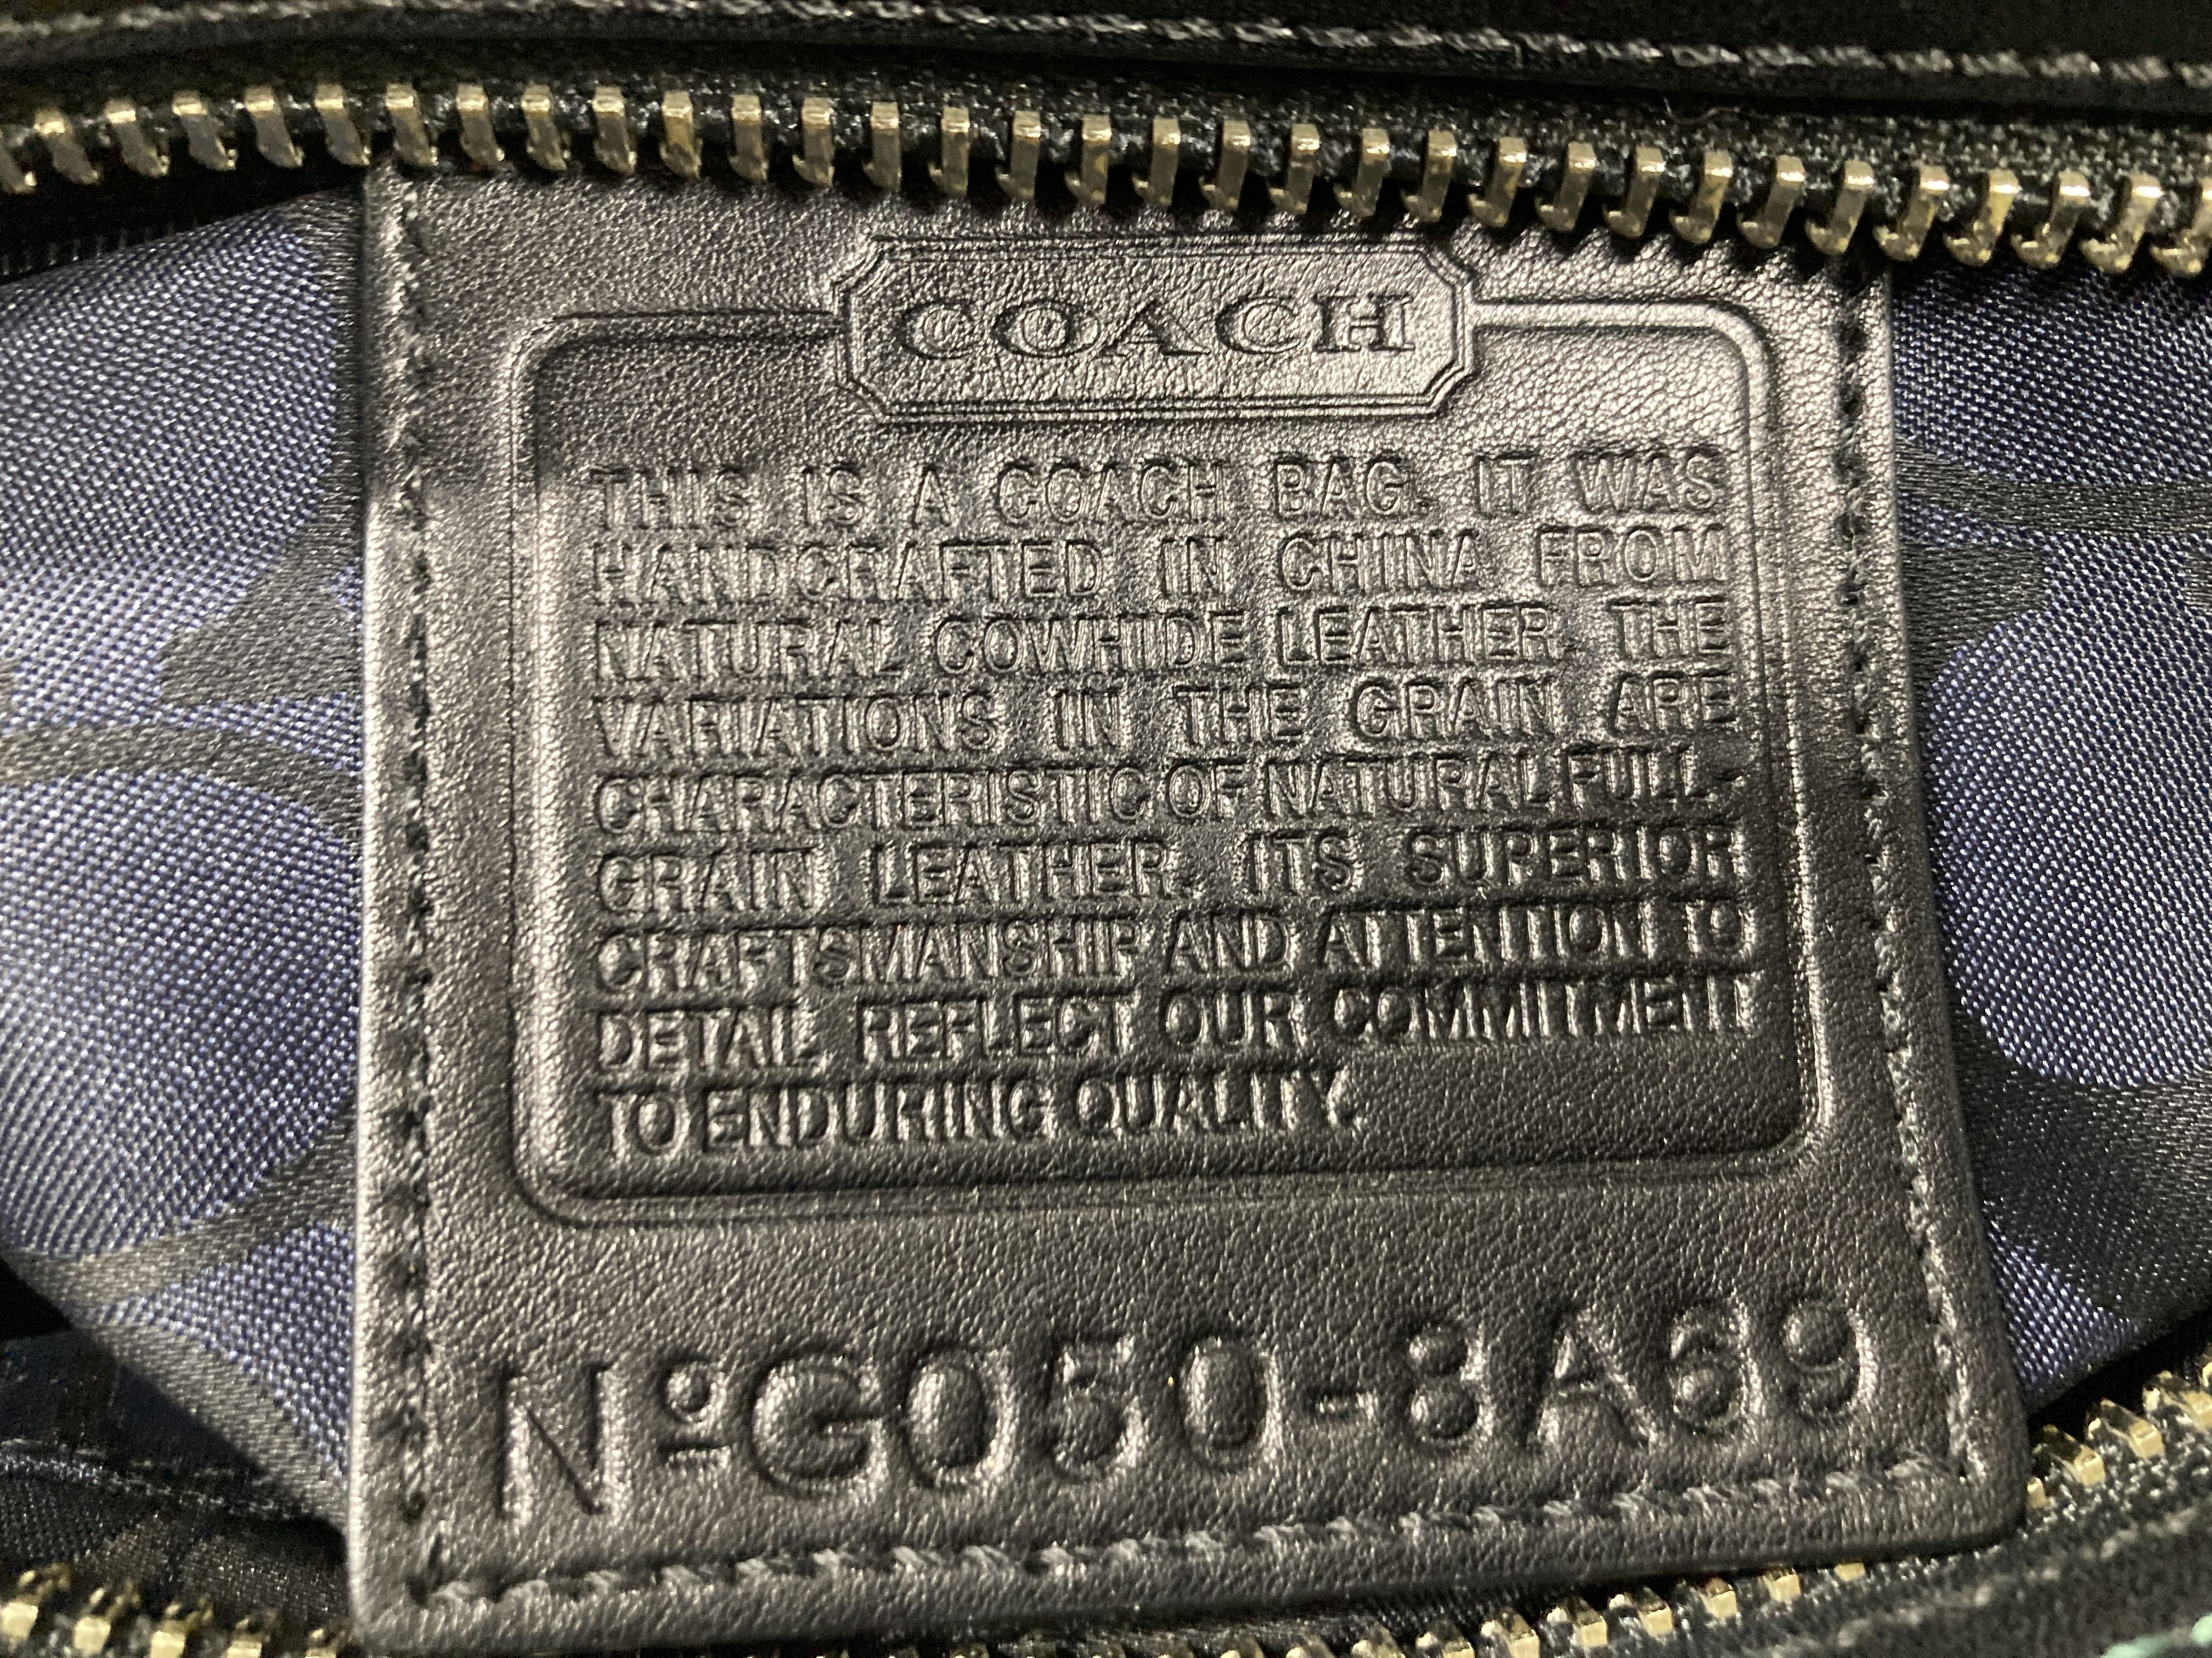 COACH
THIS IS A COACH BAG. IT WAS
HANDCRAFTED IN CHINA FROM
NATURAL COWHIDE LEATHER. THE
VARIATIONS IN THE GRAIN ARE
CHARACTERISTIC OF NATURAL FULL-
GRAIN LEATHER. ITS SUPERIOR
CRAFTSMANSHIP AND ATTENTION TO
DETAIL REFLECT OUR COMMITMENT
TO ENDURING QUALITY.
Nº G050-8A69